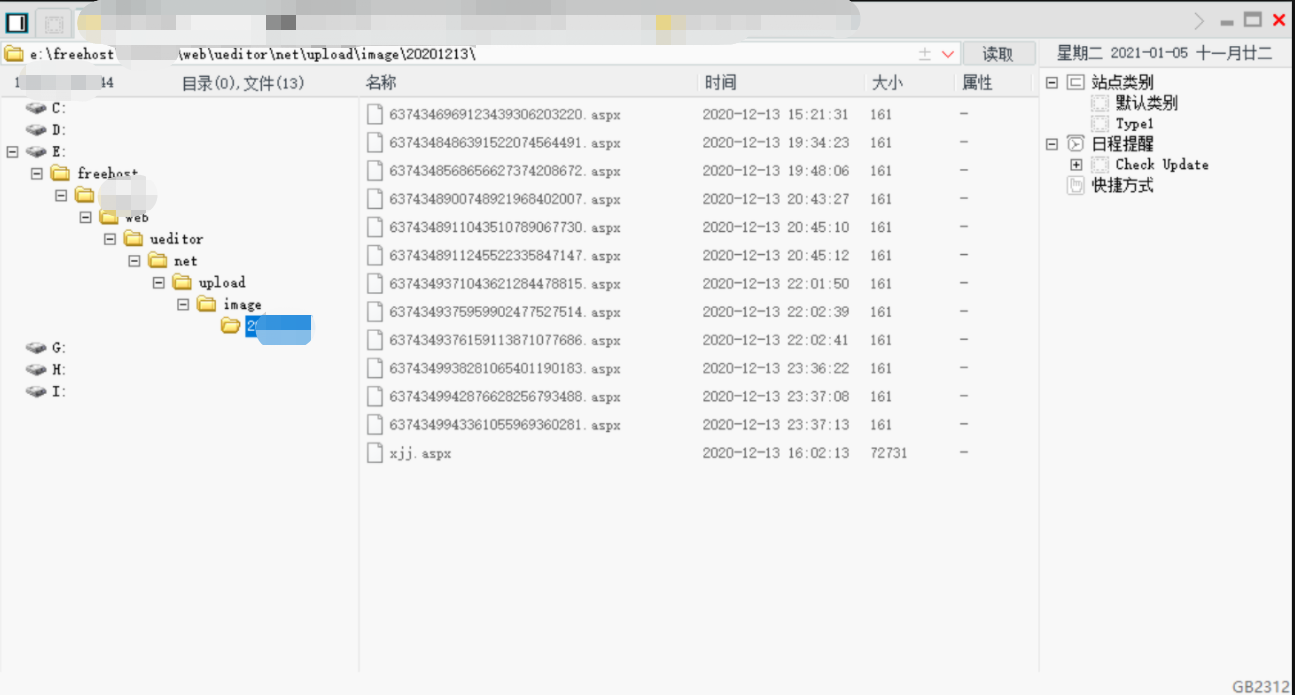 e:\freehost \web\ueditor\net\upload\image\20201213\ 读取 星期二 2021-01-05 十一月廿二
1 44 目录(0),文件(13) 名称 时间 大小 属性
C:
D:
E:
freehost
web
ueditor
net
upload
image
2
G:
H:
I:
6374346969123439306203220.aspx 2020-12-13 15:21:31 161 -
6374348486391522074564491.aspx 2020-12-13 19:34:23 161 -
6374348568656627374208672.aspx 2020-12-13 19:48:06 161 -
6374348900748921968402007.aspx 2020-12-13 20:43:27 161 -
6374348911043510789067730.aspx 2020-12-13 20:45:10 161 -
6374348911245522335847147.aspx 2020-12-13 20:45:12 161 -
6374349371043621284478815.aspx 2020-12-13 22:01:50 161 -
6374349375959902477527514.aspx 2020-12-13 22:02:39 161 -
6374349376159113871077686.aspx 2020-12-13 22:02:41 161 -
6374349938281065401190183.aspx 2020-12-13 23:36:22 161 -
6374349942876628256793488.aspx 2020-12-13 23:37:08 161 -
6374349943361055969360281.aspx 2020-12-13 23:37:13 161 -
xjj.aspx 2020-12-13 16:02:13 72731 -
站点类别
默认类别
Type1
日程提醒
Check Update
快捷方式
GB2312